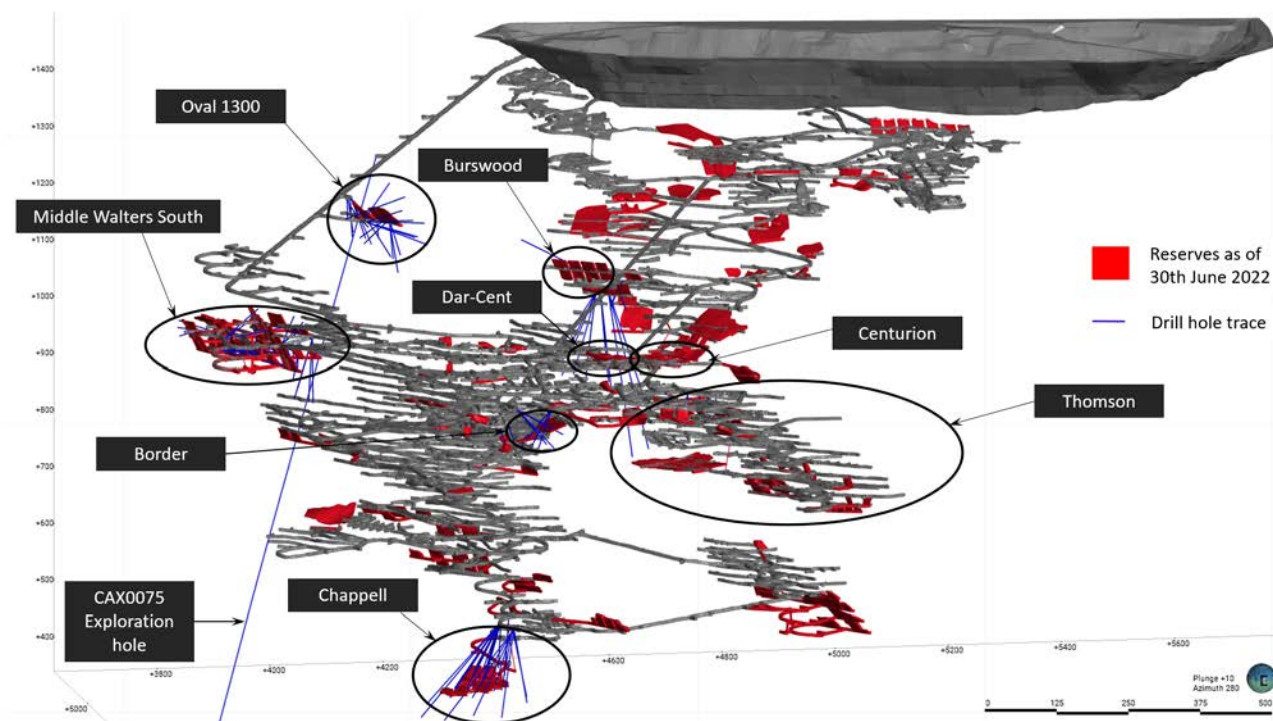 +1400
+1300
+1200
+1100
+1000
+900
+800
+700
+600
+500
+400
Oval 1300
Middle Walters South
Burswood
Dar-Cent
Centurion
Thomson
Border
CAX0075
Exploration
hole
Chappell
Reserves as of
30th June 2022
Drill hole trace
+5000
+3800
+4000
+4200
+4600
+4800
+5000
+5200
+5400
+5600
Plunge +10
Azimuth 280
0 125 250 375 500